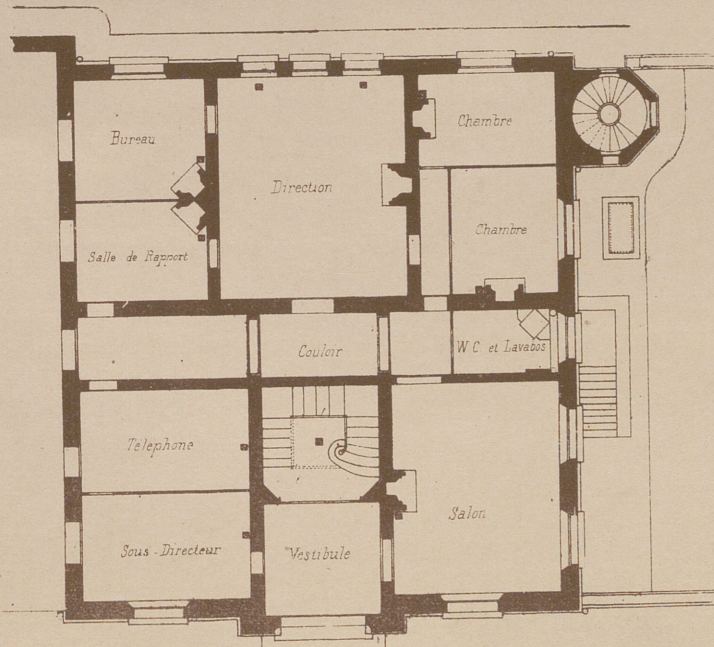 Bureau
Direction
Chambre
Salle de Rapport
Chambre
Couloir
W.C. et Lavabos
Telephone
Salon
Sous-Directeur
Vestibule